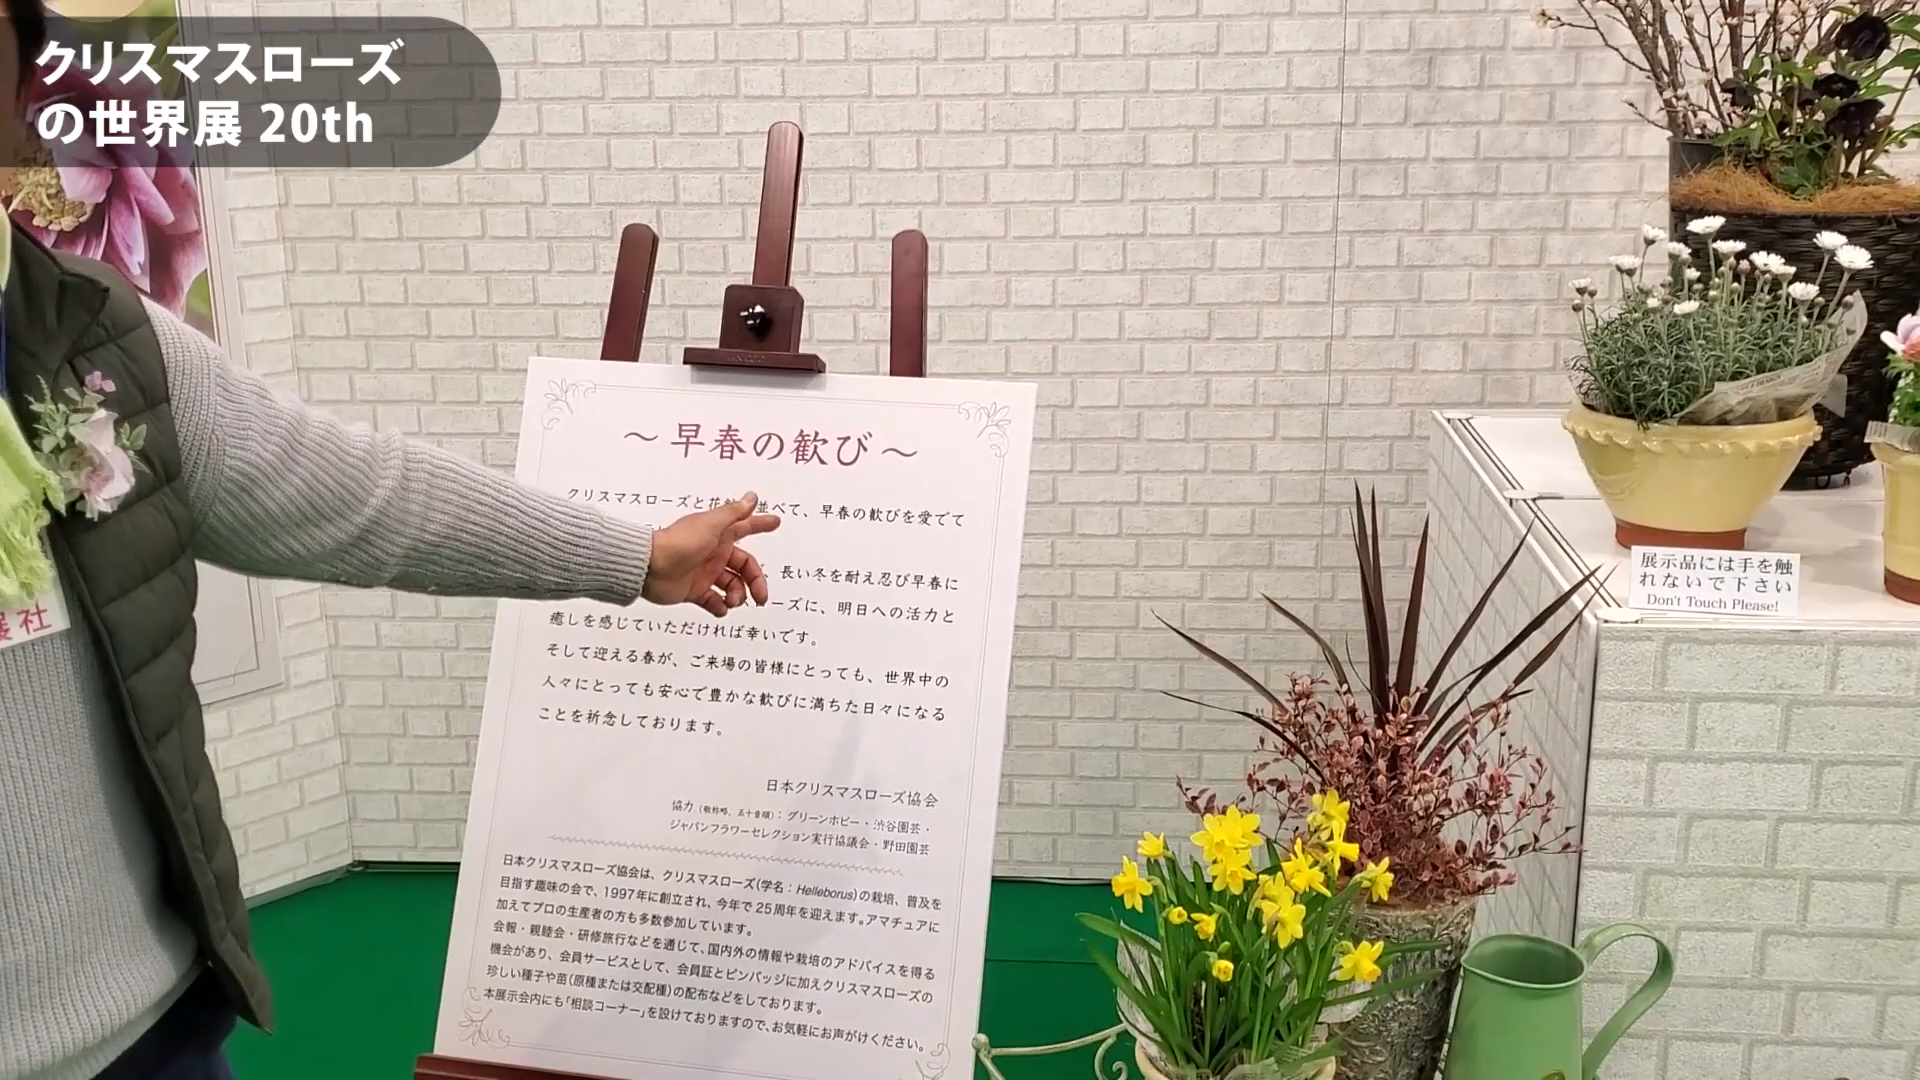 クリスマスローズ
の世界展 20th
～ 早春の歓び ～
クリスマスローズと花 並べて、早春の歓びを愛でて
長い冬を耐え忍び早春に
ローズに、明日への活力と
癒しを感じていただければ幸いです。
そして迎える春が、ご来場の皆様にとっても、世界中の
人々にとっても安心で豊かな歓びに満ちた日々になる
ことを祈念しております。
日本クリスマスローズ協会
協力（敬称略、五十音順）：グリーンホビー・渋谷園芸・
ジャパンフラワーセレクション実行協議会・野田園芸
日本クリスマスローズ協会は、クリスマスローズ（学名：Helleborus）の栽培、普及を
目指す趣味の会で、1997年に創立され、今年で25周年を迎えます。アマチュアに
加えてプロの生産者の方も多数参加しています。
会報・親睦会・研修旅行などを通じて、国内外の情報や栽培のアドバイスを得る
機会があり、会員サービスとして、会員証とピンバッジに加えクリスマスローズの
珍しい種子や苗（原種または交配種）の配布などをしております。
本展示会内にも「相談コーナー」を設けておりますので、お気軽にお声がけください。
展社
展示品には手を触
れないで下さい
Don't Touch Please!